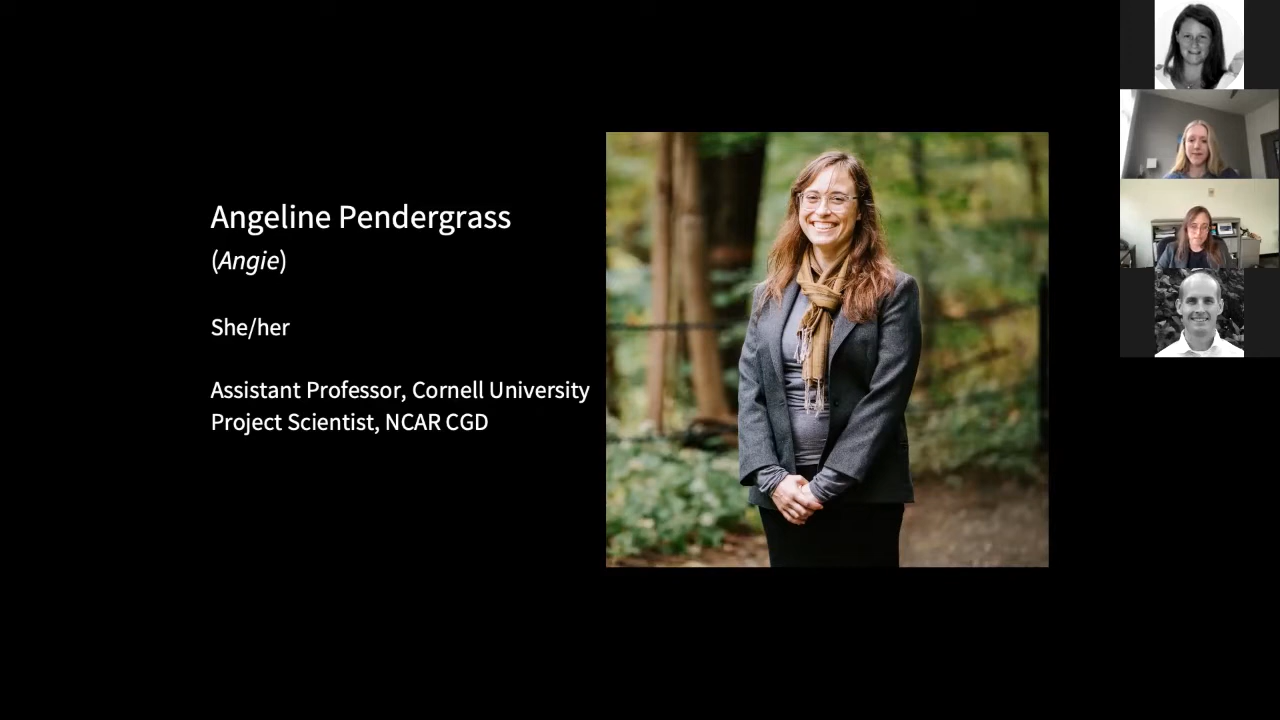 Angeline Pendergrass
(Angie)
She/her
Assistant Professor, Cornell University
Project Scientist, NCAR CGD